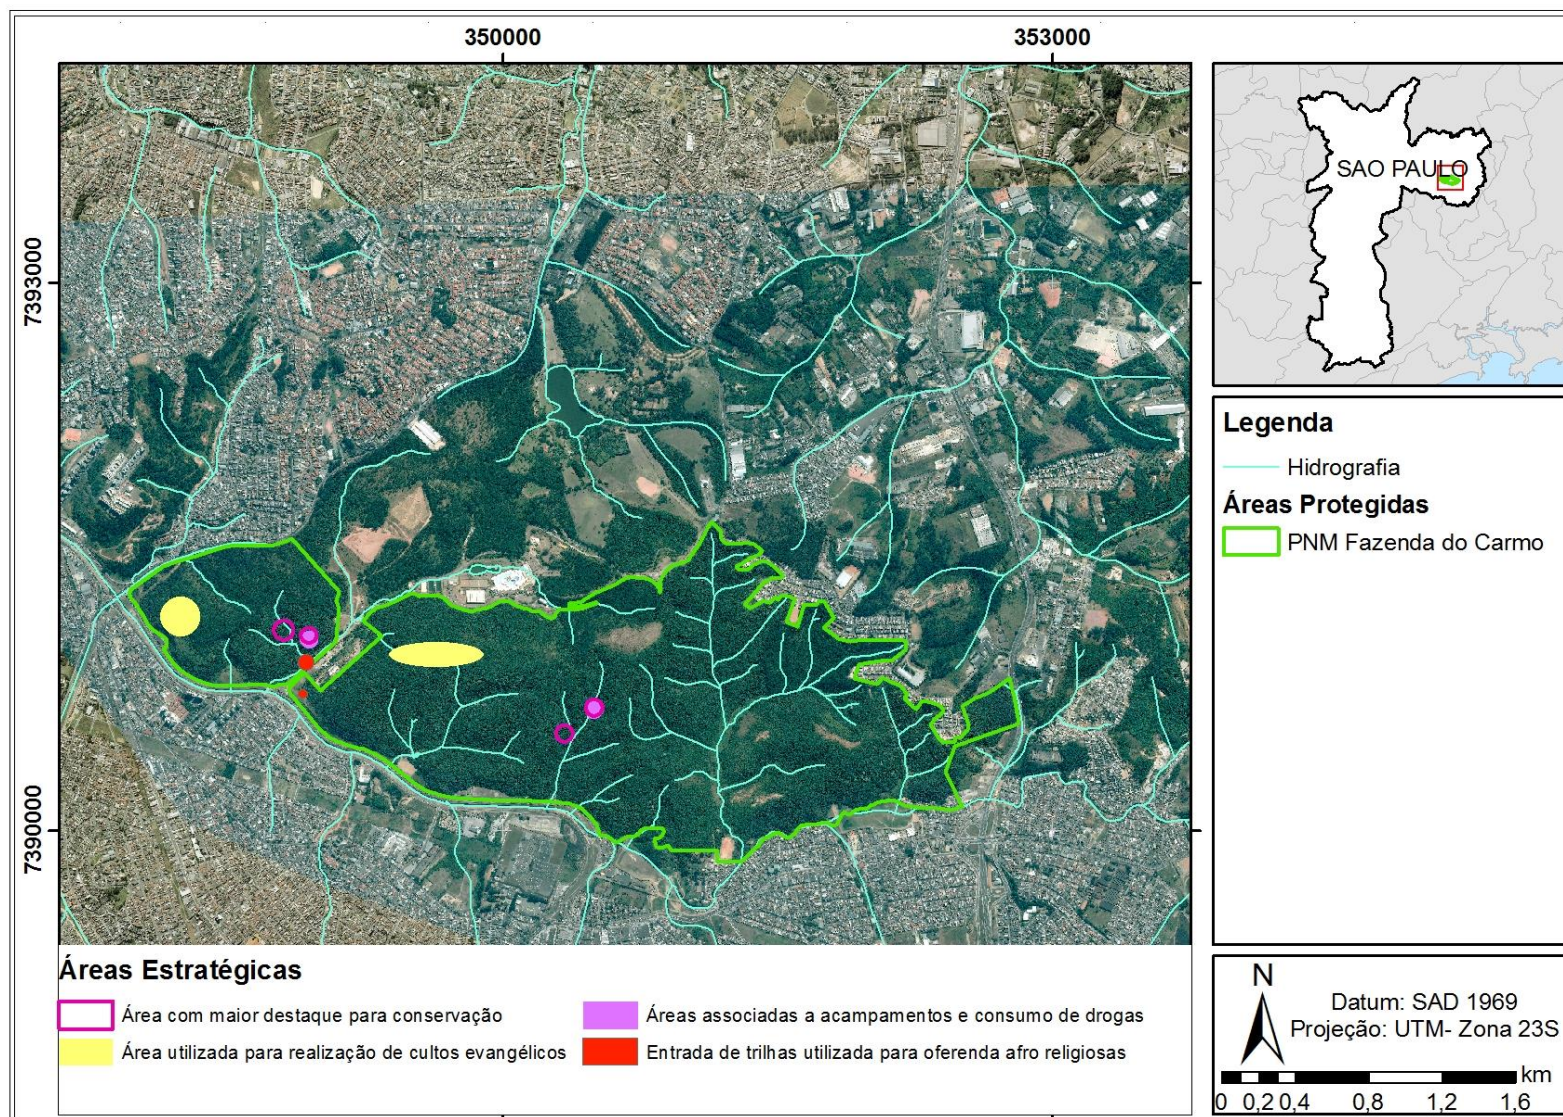 350000
353000
7393000
7390000
SAO PAULO
Legenda
Hidrografia
Áreas Protegidas
PNM Fazenda do Carmo
Áreas Estratégicas
Área com maior destaque para conservação
Áreas associadas a acampamentos e consumo de drogas
Área utilizada para realização de cultos evangélicos
Entrada de trilhas utilizada para oferenda afro religiosas
N
Datum: SAD 1969
Projeção: UTM- Zona 23S
km
0 0,2 0,4 0,8 1,2 1,6